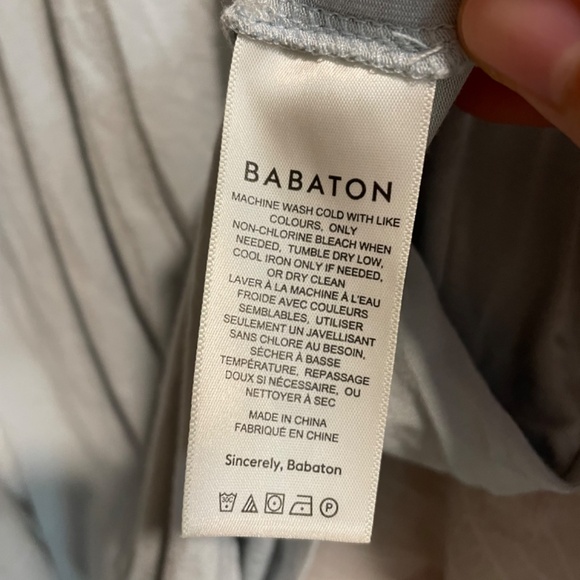 BABATON
MACHINE WASH COLD WITH LIKE
COLOURS, ONLY
NON-CHLORINE BLEACH WHEN
NEEDED, TUMBLE DRY LOW,
COOL IRON ONLY IF NEEDED,
OR DRY CLEAN
LAVER À LA MACHINE À L'EAU
FROIDE AVEC COULEURS
SEMBLABLES, UTILISER
SEULEMENT UN JAVELLISANT
SANS CHLORE AU BESOIN,
SÉCHER À BASSE
TEMPÉRATURE, REPASSAGE
DOUX SI NÉCESSAIRE, OU
NETTOYER À SEC
MADE IN CHINA
FABRIQUÉ EN CHINE
Sincerely, Babaton
30C P